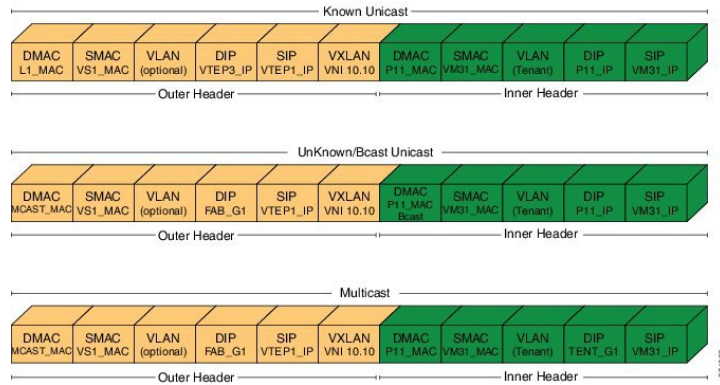 Known Unicast
DMAC SMAC VLAN DIP SIP VXLAN DMAC SMAC VLAN DIP SIP
L1_MAC VS1_MAC (optional) VTEP3_IP VTEP1_IP VNI 10.10 P11_MAC VM31_MAC (Tenant) P11_IP VM31_IP
Outer Header Inner Header
UnKnown/Bcast Unicast
DMAC SMAC VLAN DIP SIP VXLAN DMAC SMAC VLAN DIP SIP
MCAST_MAC VS1_MAC (optional) FAB_G1 VTEP1_IP VNI 10.10 P11_MAC VM31_MAC (Tenant) P11_IP VM31_IP
Bcast
Outer Header Inner Header
Multicast
DMAC SMAC VLAN DIP SIP VXLAN DMAC SMAC VLAN DIP SIP
MCAST_MAC VS1_MAC (optional) FAB_G1 VTEP1_IP VNI 10.10 P11_MAC VM31_MAC (Tenant) TENT_G1 VM31_IP
Outer Header Inner Header